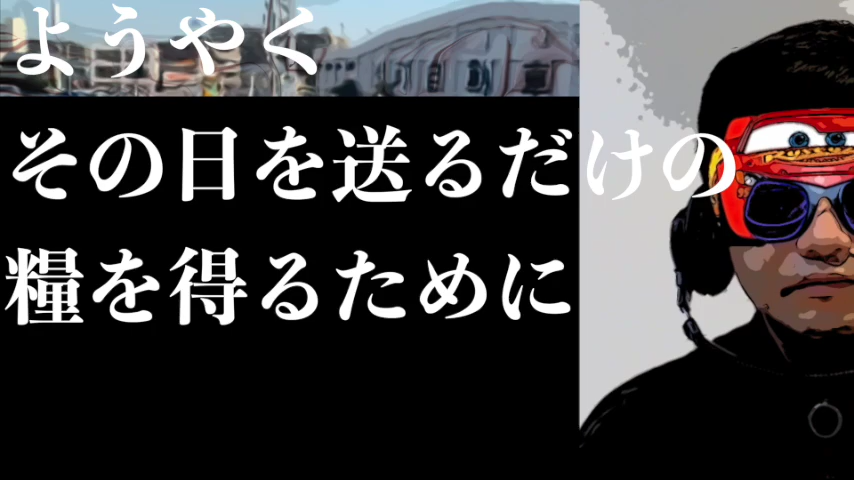 ようやく
その日を送るだけの
糧を得るために